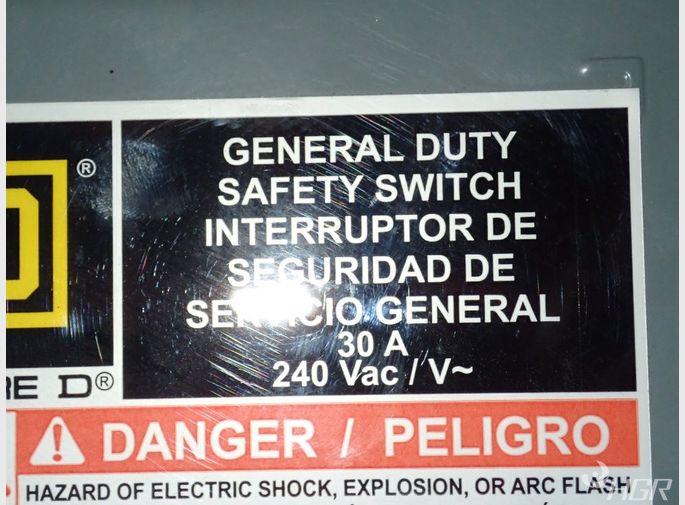 GENERAL DUTY
SAFETY SWITCH
INTERRUPTOR DE
SEGURIDAD DE
SERVICIO GENERAL
30 A
240 Vac / V~
®
RE D®
DANGER / PELIGRO
HAZARD OF ELECTRIC SHOCK, EXPLOSION, OR ARC FLASH
HGR